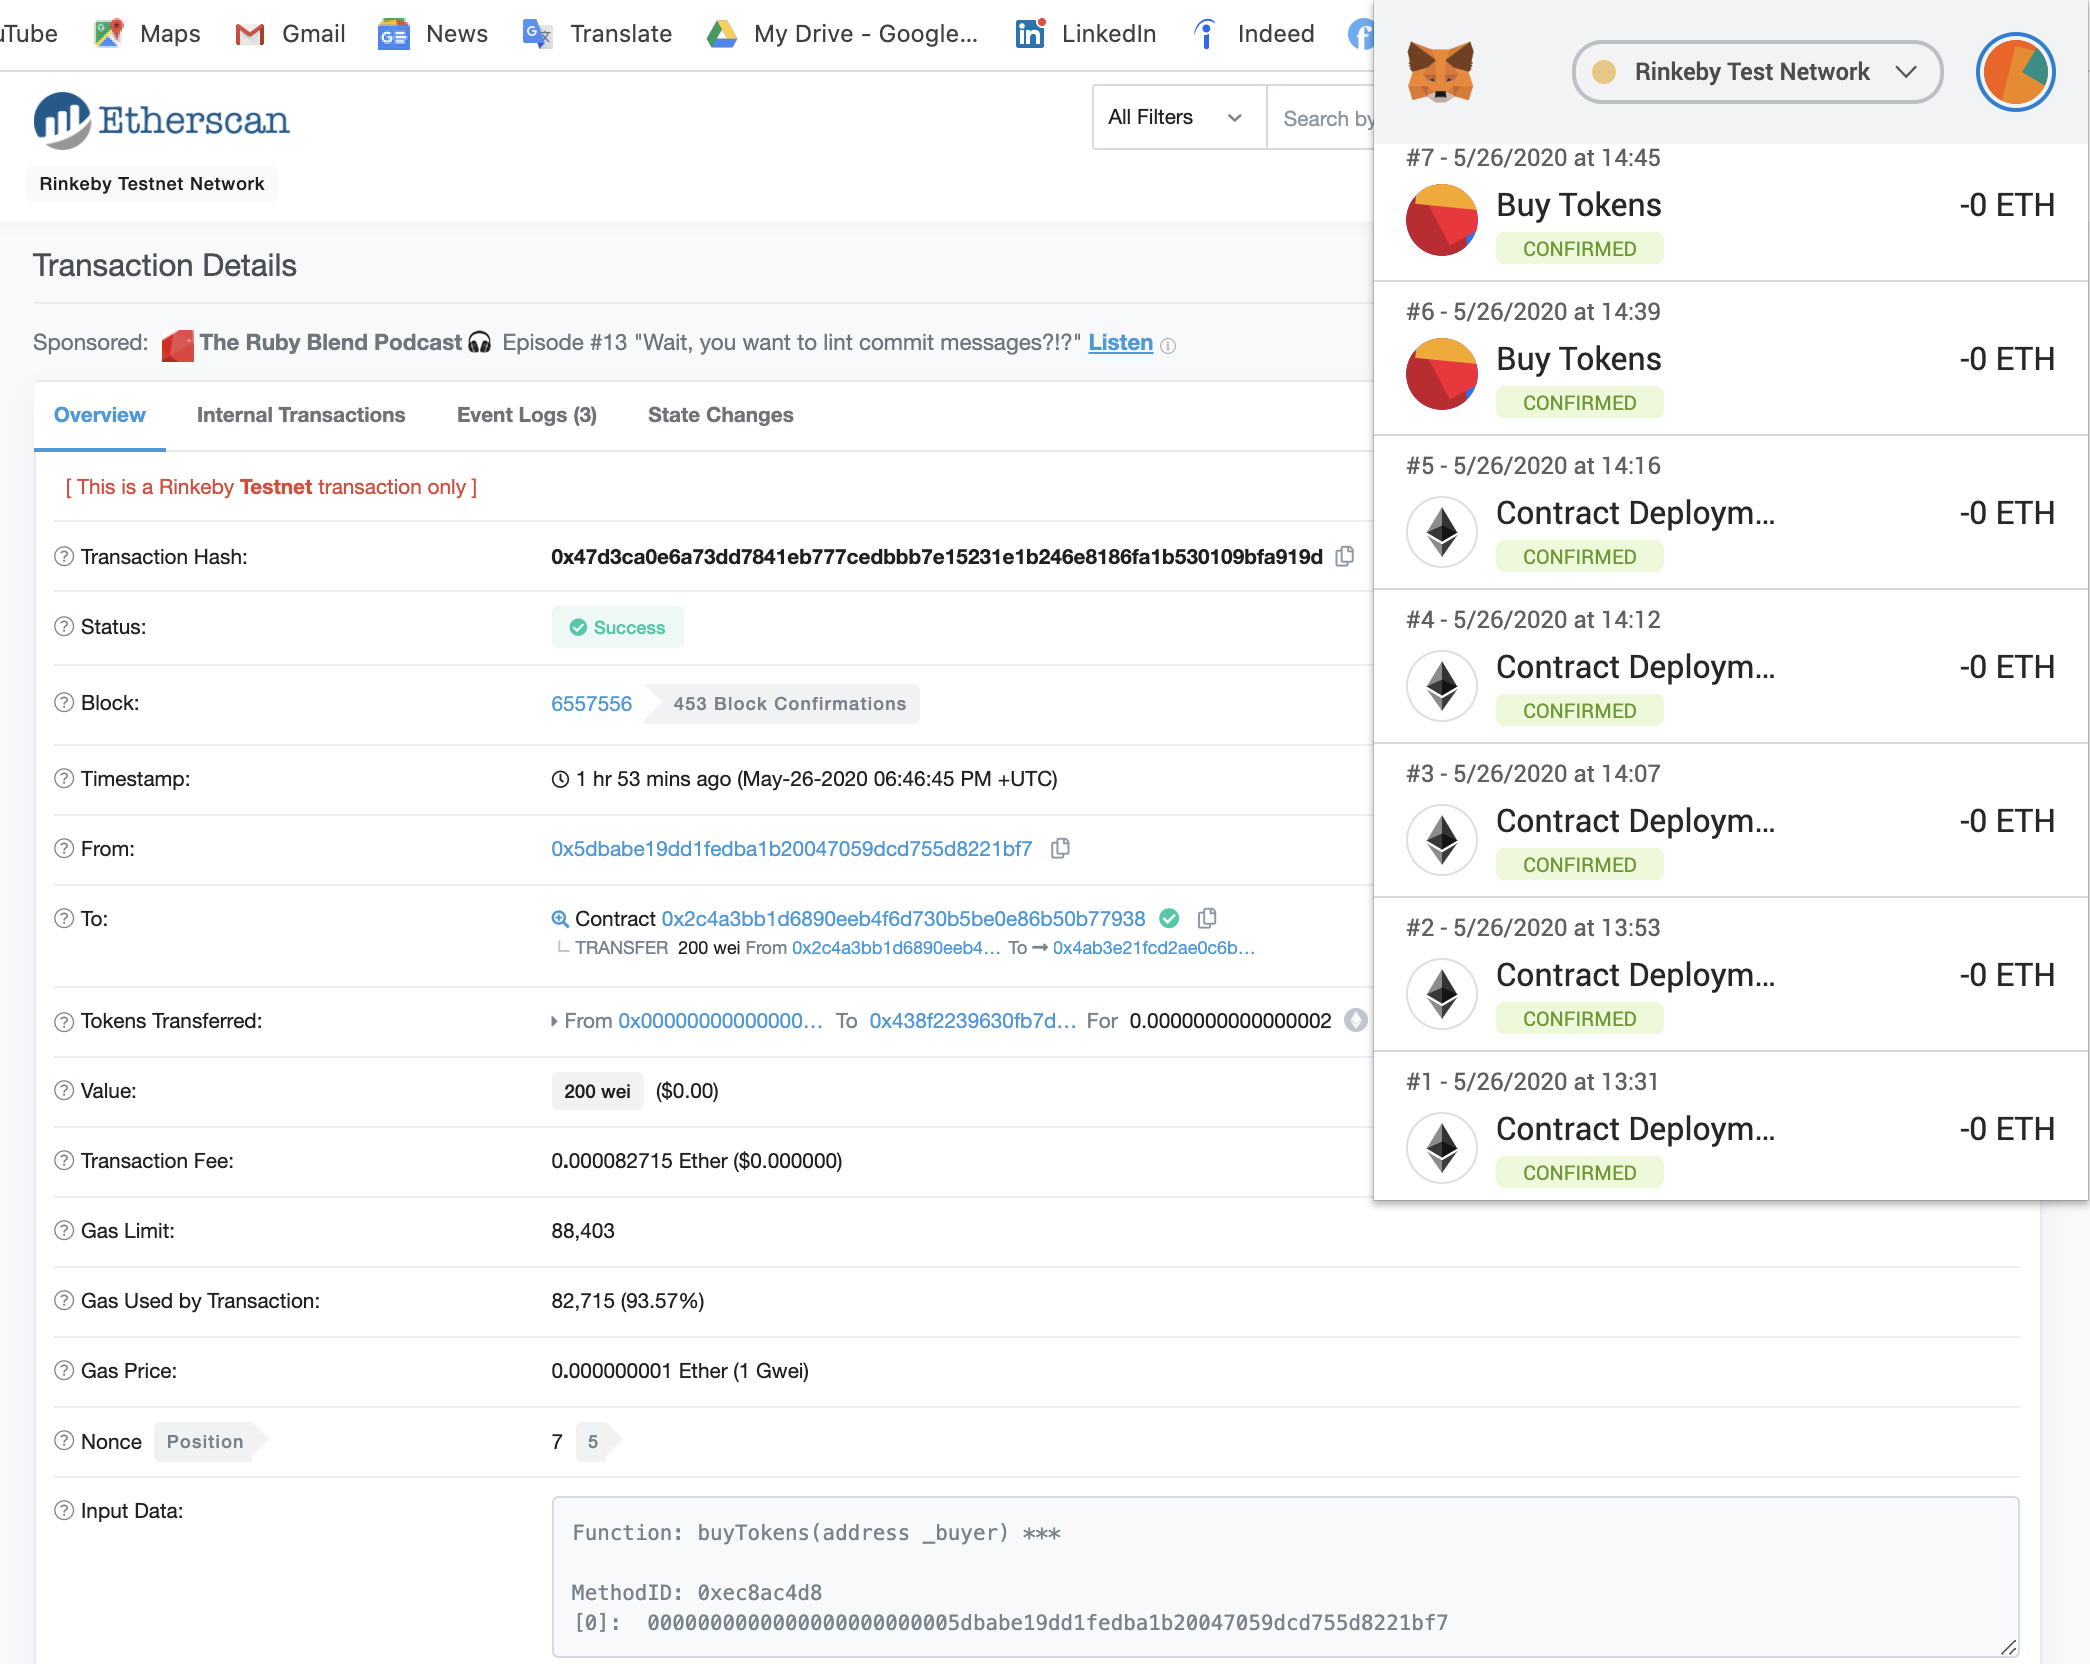 Tube Maps Gmail News Translate My Drive - Google... LinkedIn Indeed
Etherscan
Rinkeby Testnet Network
All Filters Search by
Transaction Details
Sponsored: The Ruby Blend Podcast Episode #13 "Wait, you want to lint commit messages?!?" Listen
Overview Internal Transactions Event Logs (3) State Changes
[ This is a Rinkeby Testnet transaction only ]
Transaction Hash: 0x47d3ca0e6a73dd7841eb777cedbbb7e15231e1b246e8186fa1b530109bfa919d
Status: Success
Block: 6557556 453 Block Confirmations
Timestamp: 1 hr 53 mins ago (May-26-2020 06:46:45 PM +UTC)
From: 0x5dbabe19dd1fedba1b20047059dcd755d8221bf7
To: Contract 0x2c4a3bb1d6890eeb4f6d730b5be0e86b50b77938
TRANSFER 200 wei From 0x2c4a3bb1d6890eeb4... To → 0x4ab3e21fcd2ae0c6b...
Tokens Transferred: From 0x00000000000000... To 0x438f2239630fb7d... For 0.0000000000000002
Value: 200 wei ($0.00)
Transaction Fee: 0.000082715 Ether ($0.000000)
Gas Limit: 88,403
Gas Used by Transaction: 82,715 (93.57%)
Gas Price: 0.000000001 Ether (1 Gwei)
Nonce Position 7 5
Input Data:
Function: buyTokens(address _buyer) ***
MethodID: 0xec8ac4d8
[0]: 0000000000000000000000005dbabe19dd1fedba1b20047059dcd755d8221bf7
Rinkeby Test Network
#7 - 5/26/2020 at 14:45
Buy Tokens -0 ETH
CONFIRMED
#6 - 5/26/2020 at 14:39
Buy Tokens -0 ETH
CONFIRMED
#5 - 5/26/2020 at 14:16
Contract Deploym... -0 ETH
CONFIRMED
#4 - 5/26/2020 at 14:12
Contract Deploym... -0 ETH
CONFIRMED
#3 - 5/26/2020 at 14:07
Contract Deploym... -0 ETH
CONFIRMED
#2 - 5/26/2020 at 13:53
Contract Deploym... -0 ETH
CONFIRMED
#1 - 5/26/2020 at 13:31
Contract Deploym... -0 ETH
CONFIRMED